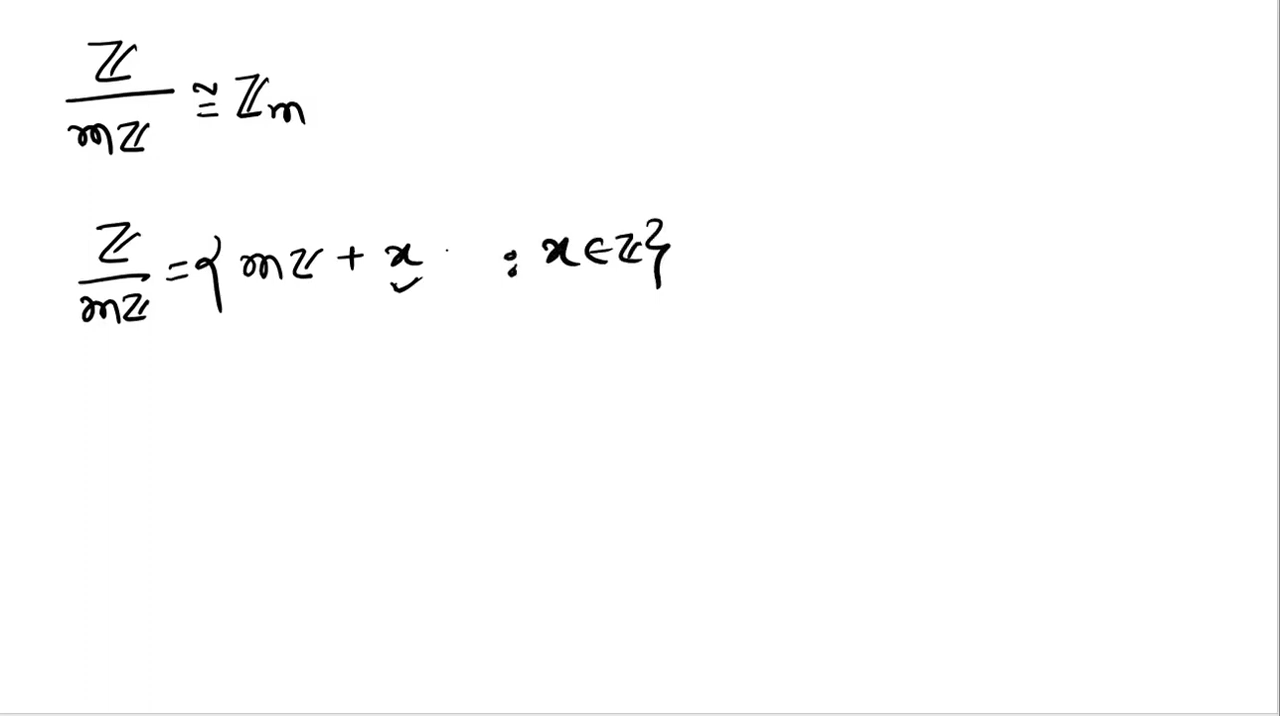 ℤ/mℤ ≅ ℤm
ℤ/mℤ = { mℤ + x : x ∈ ℤ }